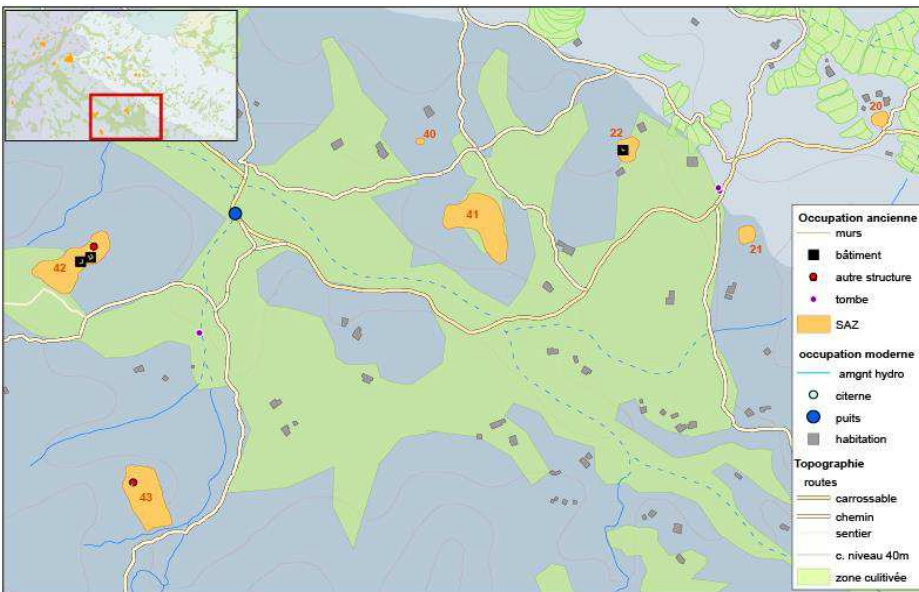 40
22
20
41
21
42
43
Occupation ancienne
murs
bâtiment
autre structure
tombe
SAZ
occupation moderne
amgnt hydro
citerne
puits
habitation
Topographie
routes
carrossable
chemin
sentier
c. niveau 40m
zone culitivée